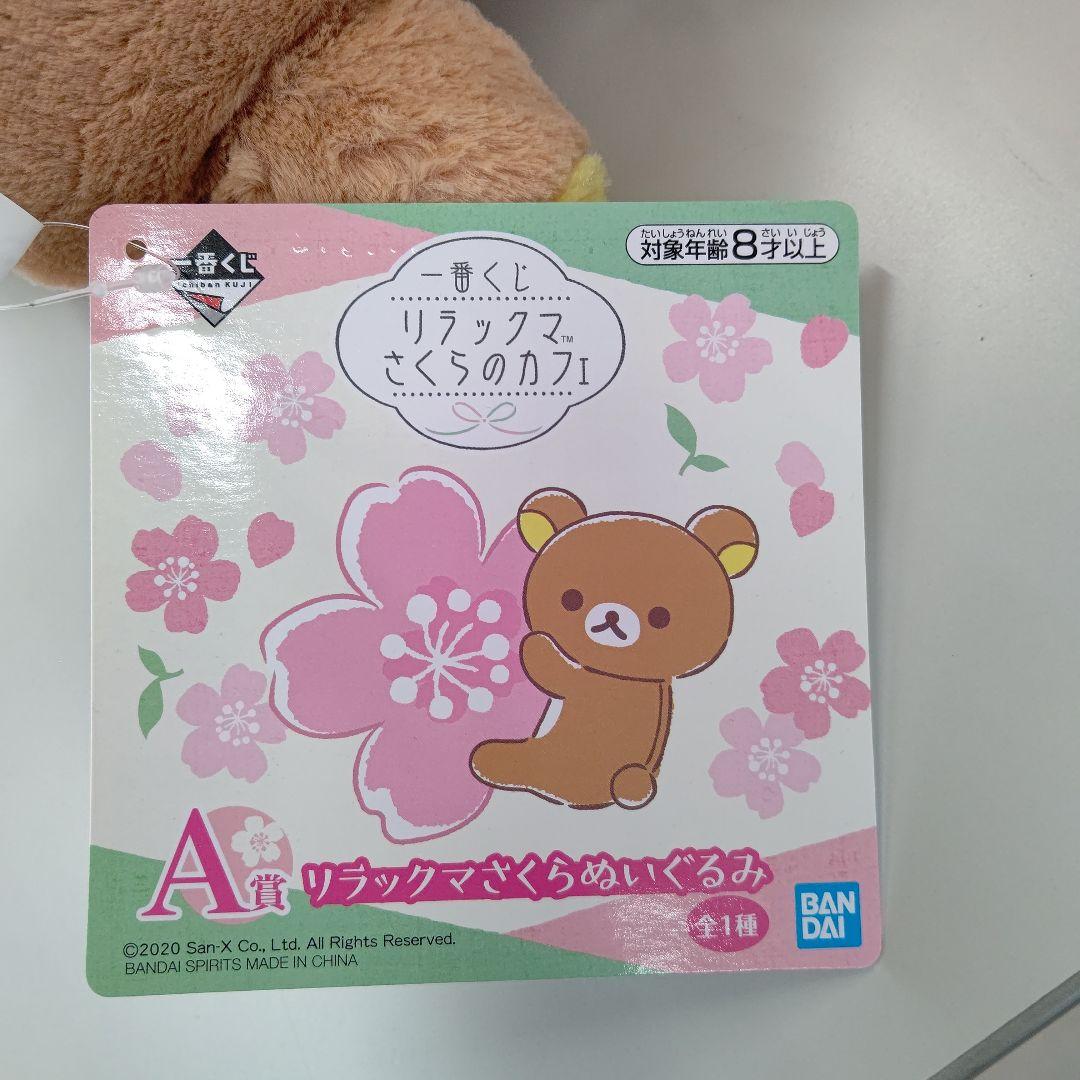 一番くじ
Ichiban KUJI
一番くじ
リラックマ™
さくらのカフェ
たいしょうねんれい さい いじょう
対象年齢8才以上
A賞
リラックマさくらぬいぐるみ
全1種
BAN
DAI
©2020 San-X Co., Ltd. All Rights Reserved.
BANDAI SPIRITS MADE IN CHINA